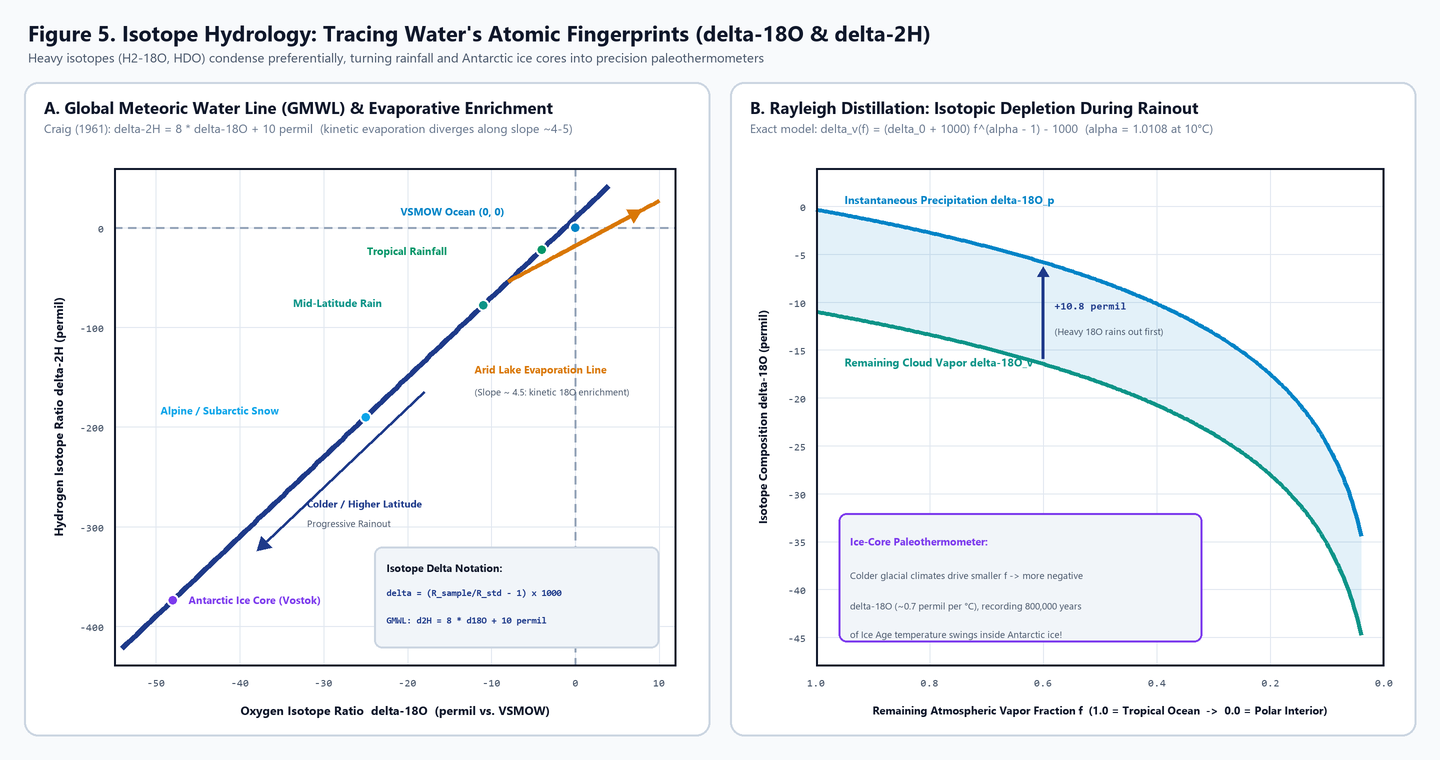 Figure 5. Isotope Hydrology: Tracing Water's Atomic Fingerprints (delta-18O & delta-2H)
Heavy isotopes (H2-18O, HDO) condense preferentially, turning rainfall and Antarctic ice cores into precision paleothermometers
A. Global Meteoric Water Line (GMWL) & Evaporative Enrichment
Craig (1961): delta-2H = 8 * delta-18O + 10 permil (kinetic evaporation diverges along slope ~4-5)
VSMOW Ocean (0, 0)
Tropical Rainfall
Mid-Latitude Rain
Arid Lake Evaporation Line
(Slope ~ 4.5: kinetic 18O enrichment)
Alpine / Subarctic Snow
Colder / Higher Latitude
Progressive Rainout
Antarctic Ice Core (Vostok)
Isotope Delta Notation:
delta = (R_sample/R_std - 1) x 1000
GMWL: d2H = 8 * d18O + 10 permil
0
-100
-200
-300
-400
Hydrogen Isotope Ratio delta-2H (permil)
-50
-40
-30
-20
-10
0
10
Oxygen Isotope Ratio delta-18O (permil vs. VSMOW)
B. Rayleigh Distillation: Isotopic Depletion During Rainout
Exact model: delta_v(f) = (delta_0 + 1000) f^(alpha - 1) - 1000 (alpha = 1.0108 at 10°C)
Instantaneous Precipitation delta-18O_p
+10.8 permil
(Heavy 18O rains out first)
Remaining Cloud Vapor delta-18O_v
Ice-Core Paleothermometer:
Colder glacial climates drive smaller f -> more negative
delta-18O (~0.7 permil per °C), recording 800,000 years
of Ice Age temperature swings inside Antarctic ice!
0
-5
-10
-15
-20
-25
-30
-35
-40
-45
Isotope Composition delta-18O (permil)
1.0
0.8
0.6
0.4
0.2
0.0
Remaining Atmospheric Vapor Fraction f (1.0 = Tropical Ocean -> 0.0 = Polar Interior)